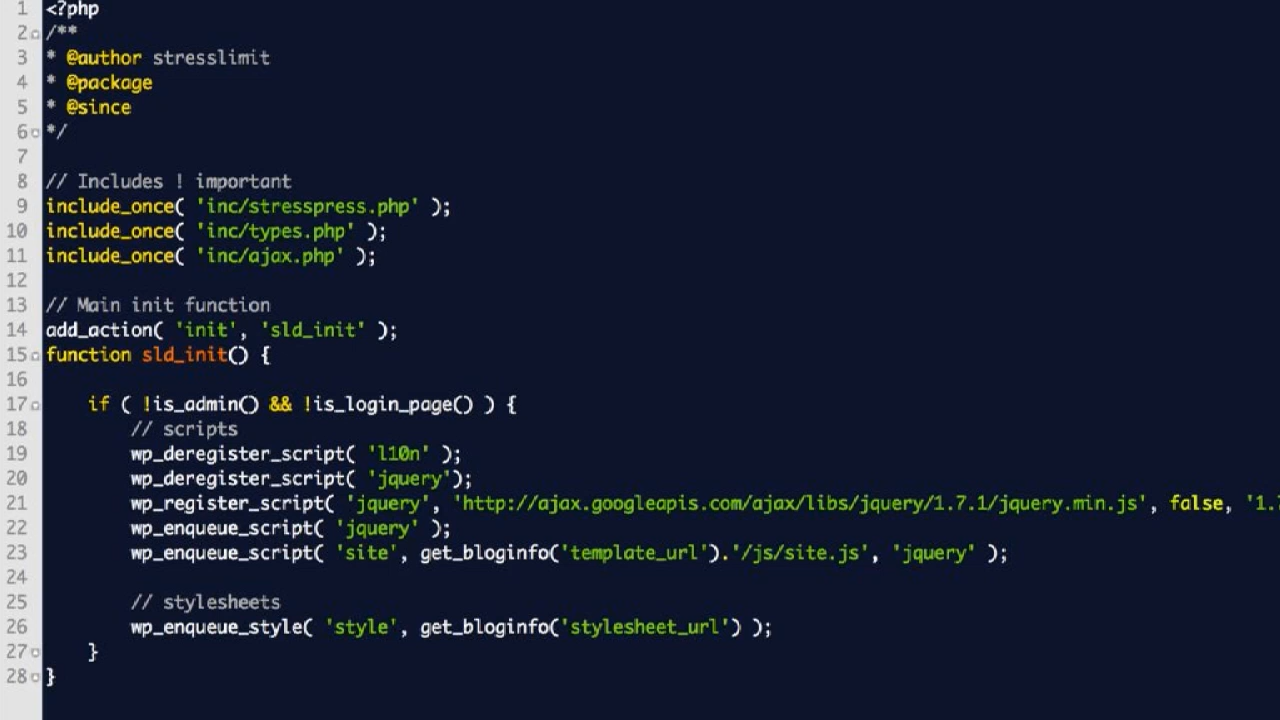 1 <?php
2 /**
3 * @author stresslimit
4 * @package
5 * @since
6 */
7
8 // Includes ! important
9 include_once( 'inc/stresspress.php' );
10 include_once( 'inc/types.php' );
11 include_once( 'inc/ajax.php' );
12
13 // Main init function
14 add_action( 'init', 'sld_init' );
15 function sld_init() {
16
17 if ( !is_admin() && !is_login_page() ) {
18 // scripts
19 wp_deregister_script( 'l10n' );
20 wp_deregister_script( 'jquery');
21 wp_register_script( 'jquery', 'http://ajax.googleapis.com/ajax/libs/jquery/1.7.1/jquery.min.js', false, '1.
22 wp_enqueue_script( 'jquery' );
23 wp_enqueue_script( 'site', get_bloginfo('template_url').'/js/site.js', 'jquery' );
24
25 // stylesheets
26 wp_enqueue_style( 'style', get_bloginfo('stylesheet_url') );
27 }
28 }